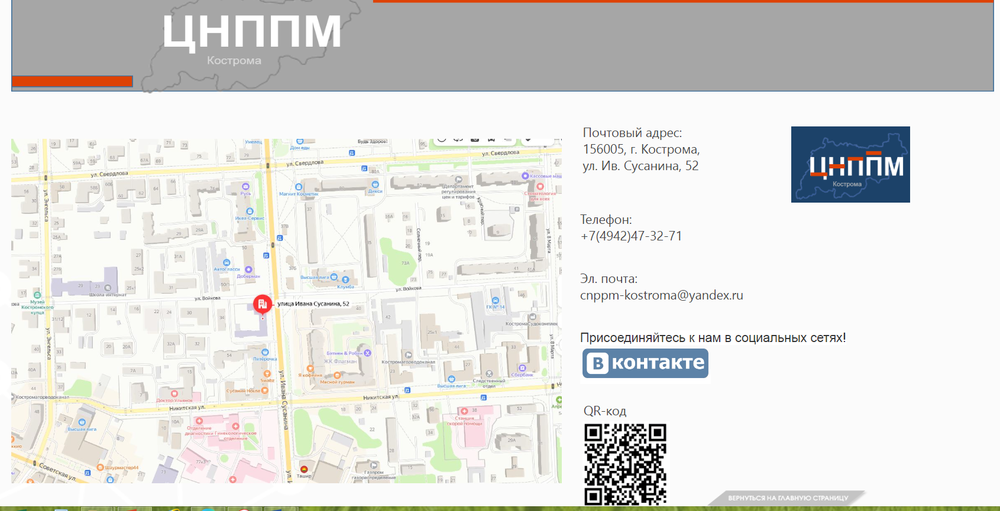 ЦНППМ
Кострома
Почтовый адрес:
156005, г. Кострома,
ул. Ив. Сусанина, 52
ЦНППМ
Кострома
Телефон:
+7(4942)47-32-71
Эл. почта:
cnppm-kostroma@yandex.ru
Присоединяйтесь к нам в социальных сетях!
В контакте
QR-код
ВЕРНУТЬСЯ НА ГЛАВНУЮ СТРАНИЦУ
Умелец
Дом еды
Будь Здоров!
ул. Свердлова
ул. Свердлова
ул. Свердлова
Кассовые маш
Русь
Магнит Косметик
Дикси
Департамент
регулирования
цен и тарифов
Стоматология
для всех
Красный пер.
ул. Энгельса
Икеа-Сервис
Солнечный пер.
ул. 8 Марта
АвтоГласси
Доберман
Высшая лига
Клумба
Школа-интернат
ул. Войкова
ул. Войкова
Музей
Костромского
купца
улица Ивана Сусанина, 52
ГК № 14
КостромаСудокомплек
ул. Энгельса
ул. 8 Марта
Пятёрочка
Бэтмен & Робин
ЖК Флагман
Костромагорводоканал
Swabz
Я кофейня
Мясной гурман
Сбербанк
Высшая лига
Следственный
отдел
Сусанин House
ул. Ивана Сусанина
Костромагорводоканал
Доктор Ульянок
Никитская ул.
Никитская ул.
Высшая лига
Отделение
диагностики
Гинекологическое
отделение
Станция
скорой помощи
Шаурмастер44
Советская ул.
Ташир
Газпром
газораспределение